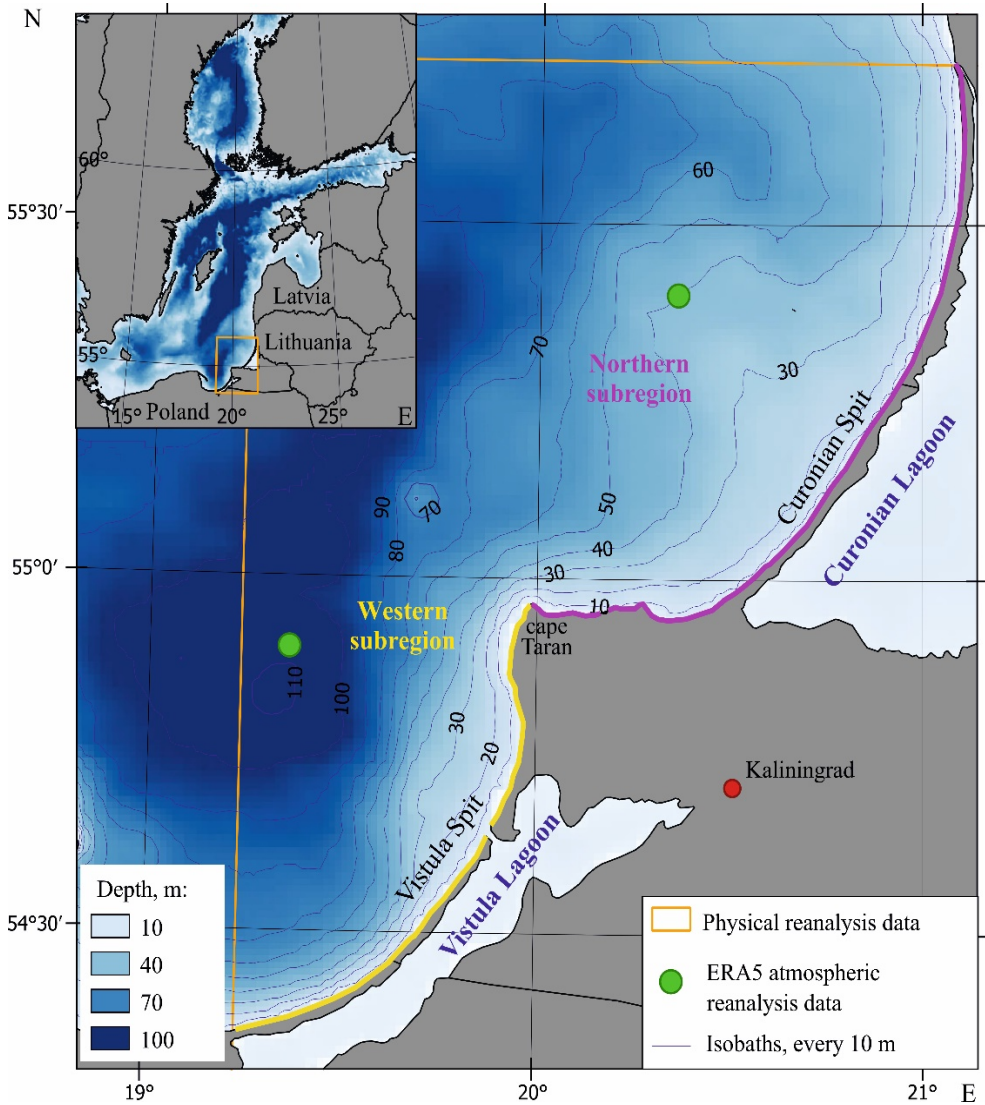 N
60°
55°30′
60
Latvia
70
Lithuania
Northern
subregion
30
55°
Poland
15°
20°
25°
E
Curonian Spit
90
70
50
80
40
Curonian Lagoon
55°0′
30
10
Western
subregion
cape
Taran
110
100
30
20
Kaliningrad
Vistula Spit
Vistula Lagoon
Depth, m:
10
40
70
100
54°30′
Physical reanalysis data
ERA5 atmospheric
reanalysis data
Isobaths, every 10 m
19°
20°
21°
E